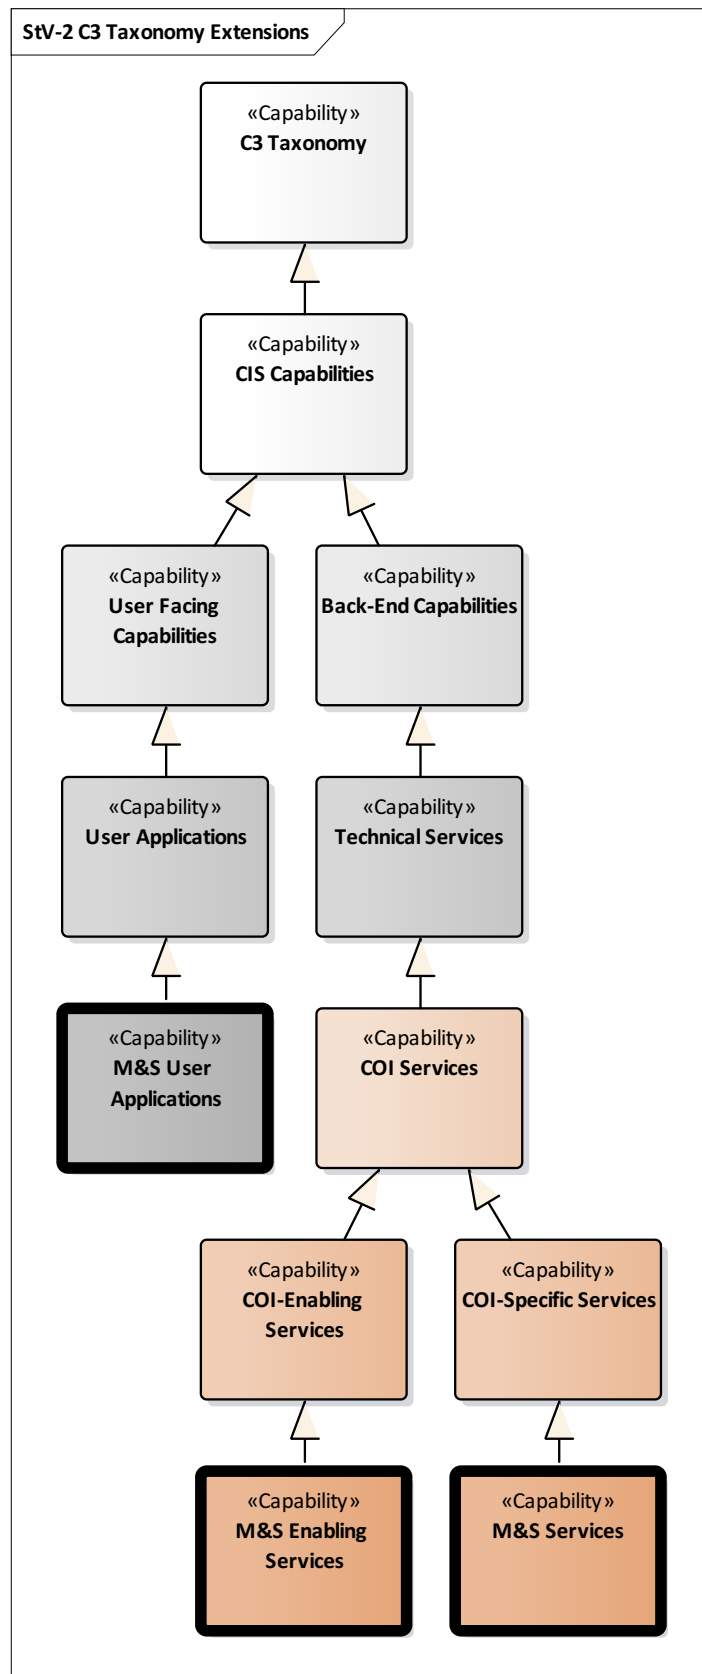 StV-2 C3 Taxonomy Extensions
«Capability»
C3 Taxonomy
«Capability»
CIS Capabilities
«Capability»
User Facing
Capabilities
«Capability»
Back-End Capabilities
«Capability»
User Applications
«Capability»
Technical Services
«Capability»
M&S User
Applications
«Capability»
COI Services
«Capability»
COI-Enabling
Services
«Capability»
COI-Specific Services
«Capability»
M&S Enabling
Services
«Capability»
M&S Services